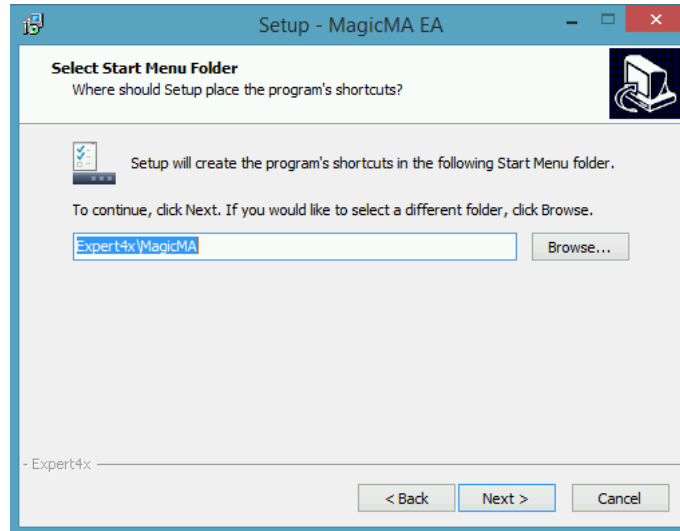 Setup - MagicMA EA
Select Start Menu Folder
Where should Setup place the program's shortcuts?
Setup will create the program's shortcuts in the following Start Menu folder.
To continue, click Next. If you would like to select a different folder, click Browse.
Expert4x\MagicMA
Browse...
Expert4x
< Back
Next >
Cancel